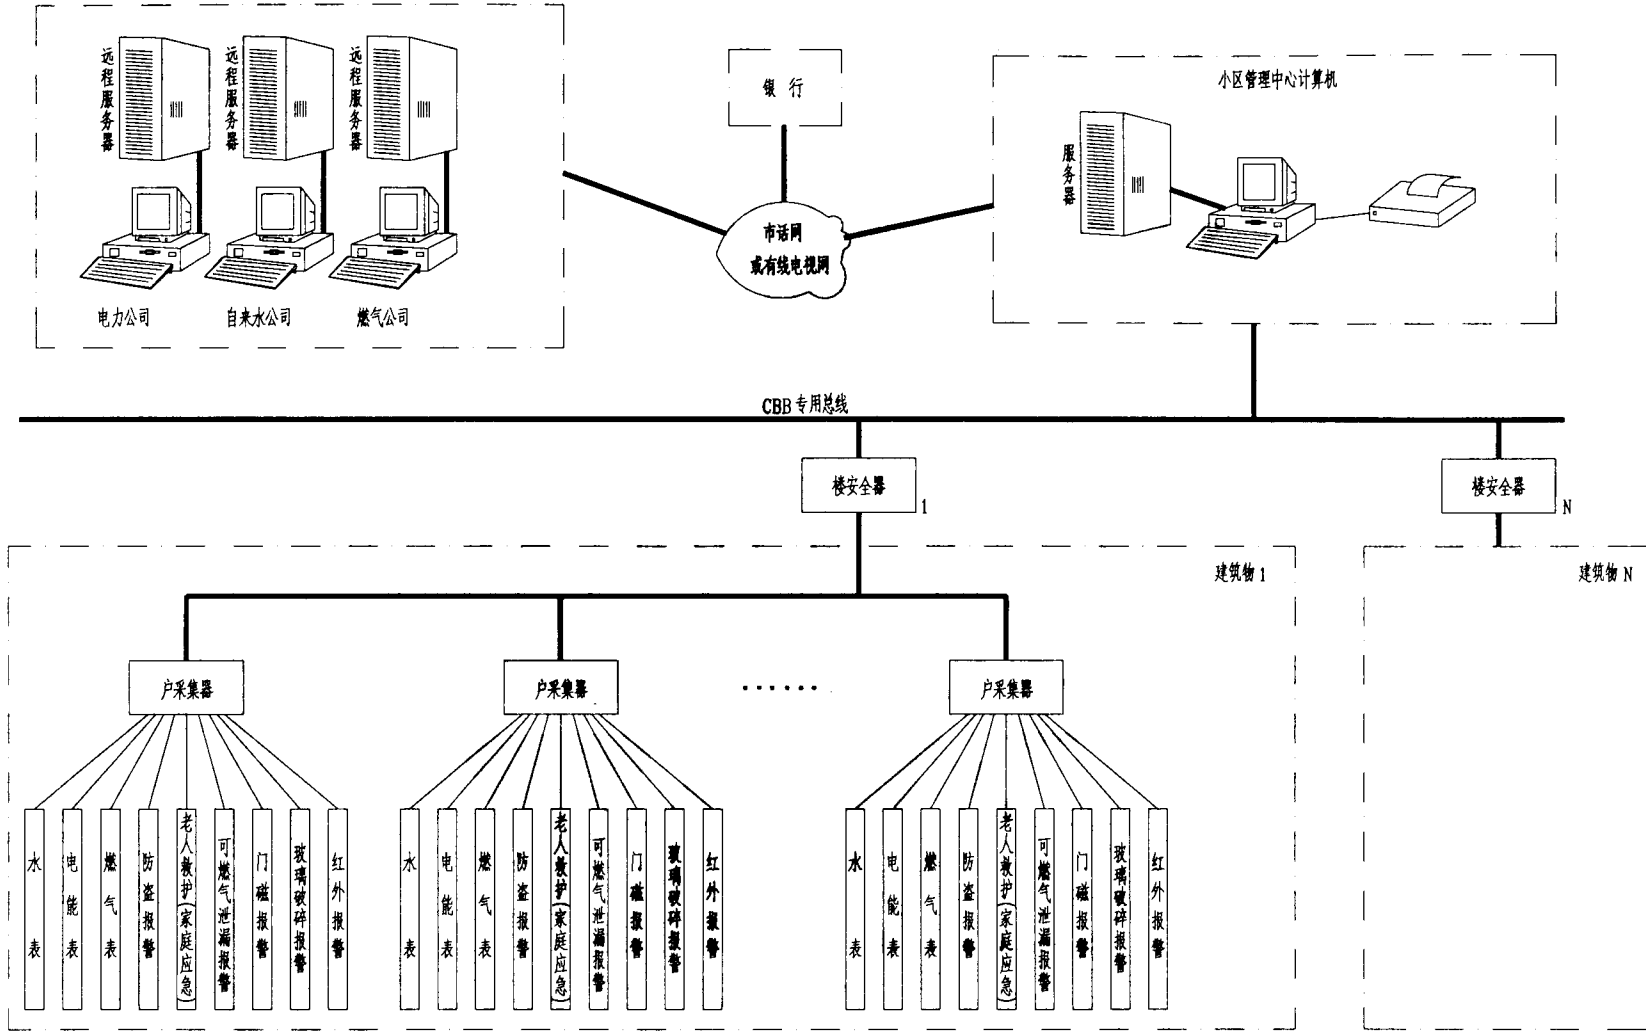 远程服务器
远程服务器
远程服务器
电力公司
自来水公司
燃气公司
银行
市话网
或有线电视网
小区管理中心计算机
服务器
CBB 专用总线
楼安全器
1
楼安全器
N
建筑物 1
建筑物 N
户采集器
户采集器
······
户采集器
水表
电能表
燃气表
防盗报警
老人救护(家庭应急)
可燃气泄漏报警
门磁报警
玻璃破碎报警
红外报警
水表
电能表
燃气表
防盗报警
老人救护(家庭应急)
可燃气泄漏报警
门磁报警
玻璃破碎报警
红外报警
水表
电能表
燃气表
防盗报警
老人救护(家庭应急)
可燃气泄漏报警
门磁报警
玻璃破碎报警
红外报警